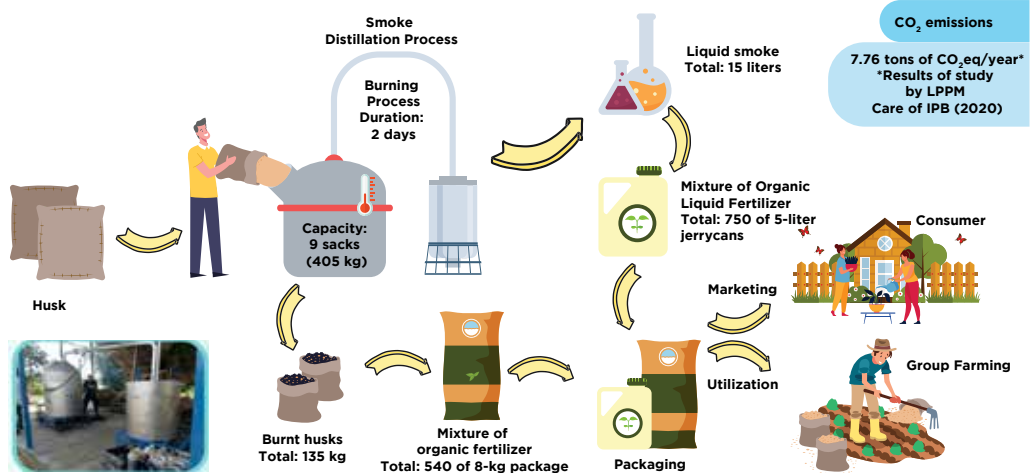 Smoke
Distillation Process
Burning
Process
Duration:
2 days
Liquid smoke
Total: 15 liters
CO₂ emissions
7.76 tons of CO₂eq/year*
*Results of study
by LPPM
Care of IPB (2020)
Capacity:
9 sacks
(405 kg)
Mixture of Organic
Liquid Fertilizer
Total: 750 of 5-liter
jerrycans
Consumer
Husk
Marketing
Utilization
Group Farming
Burnt husks
Total: 135 kg
Mixture of
organic fertilizer
Total: 540 of 8-kg package
Packaging